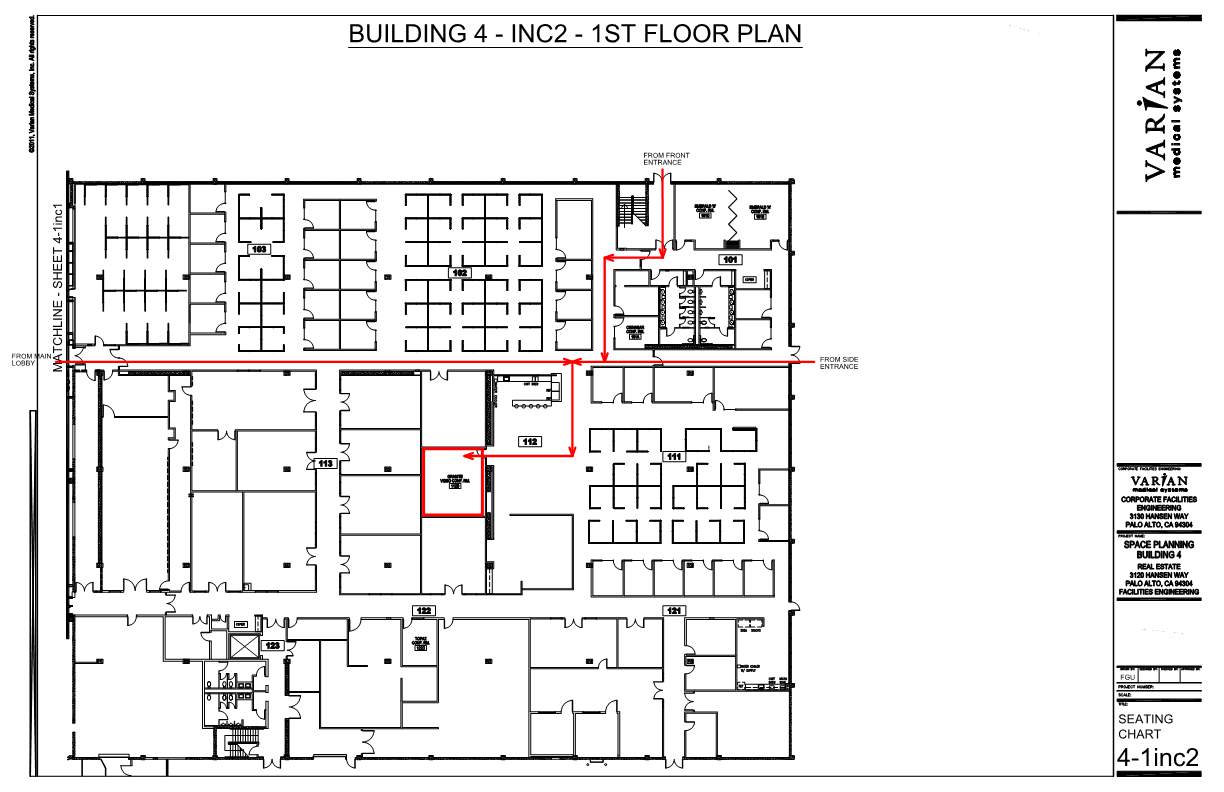 BUILDING 4 - INC2 - 1ST FLOOR PLAN
©2011, Varian Medical Systems, Inc. All rights reserved.
MATCHLINE - SHEET 4-1inc1
FROM FRONT
ENTRANCE
103
102
101
OPEN
FROM MAIN
LOBBY
FROM SIDE
ENTRANCE
112
113
111
GRANITE
VIDEO CONF. RM.
122
121
123
OPEN
TOPAZ
CONF. RM.
VARIAN
medical systems
CORPORATE FACILITIES ENGINEERING
VARIAN
medical systems
CORPORATE FACILITIES
ENGINEERING
3130 HANSEN WAY
PALO ALTO, CA 94304
PROJECT NAME:
SPACE PLANNING
BUILDING 4
REAL ESTATE
3120 HANSEN WAY
PALO ALTO, CA 94304
FACILITIES ENGINEERING
FGU
PROJECT NUMBER:
SCALE:
TITLE:
SEATING
CHART
4-1inc2